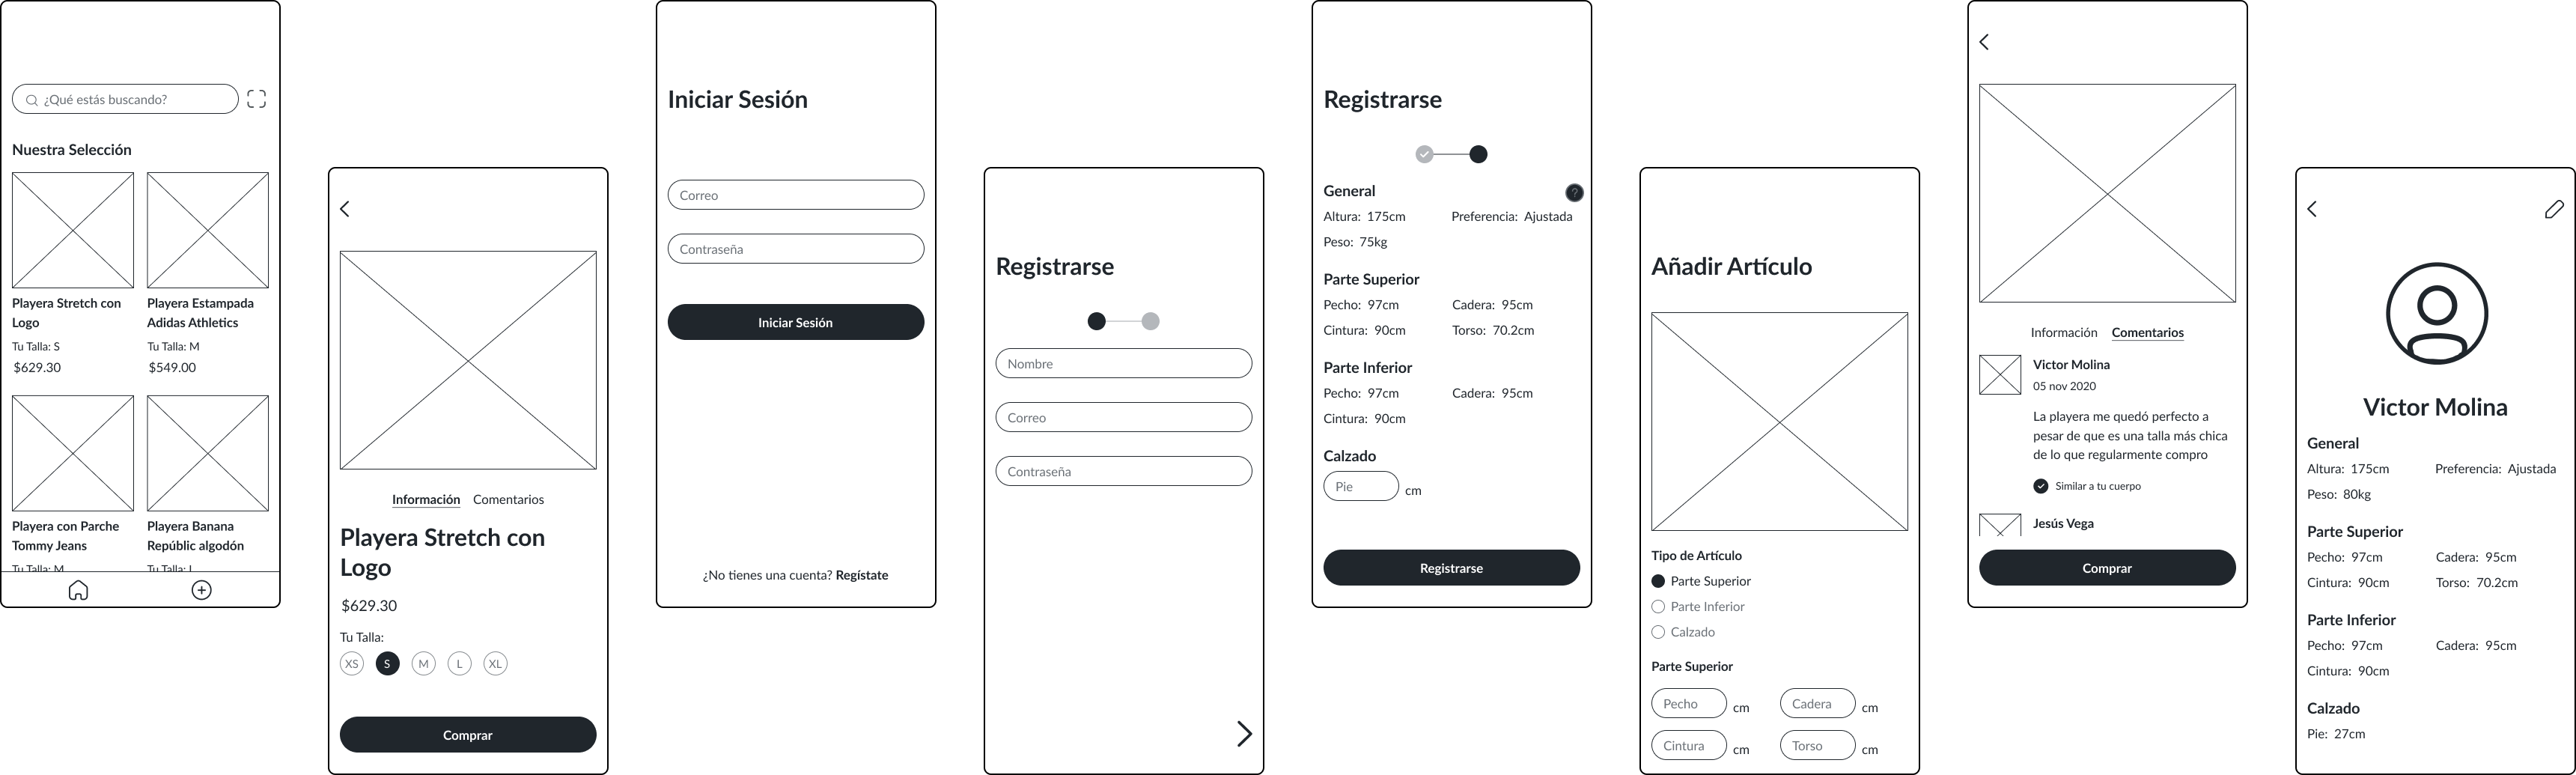 ¿Qué estás buscando?
Nuestra Selección
Playera Stretch con
Logo
Tu Talla: S
$629.30
Playera Estampada
Adidas Athletics
Tu Talla: M
$549.00
Playera con Parche
Tommy Jeans
Tu Talla: M
Playera Banana
Repúblic algodón
Tu Talla: L
Información Comentarios
Playera Stretch con
Logo
$629.30
Tu Talla:
XS S M L XL
Comprar
Iniciar Sesión
Correo
Contraseña
Iniciar Sesión
¿No tienes una cuenta? Regístate
Registrarse
Nombre
Correo
Contraseña
Registrarse
General
?
Altura: 175cm Preferencia: Ajustada
Peso: 75kg
Parte Superior
Pecho: 97cm Cadera: 95cm
Cintura: 90cm Torso: 70.2cm
Parte Inferior
Pecho: 97cm Cadera: 95cm
Cintura: 90cm
Calzado
Pie cm
Registrarse
Añadir Artículo
Tipo de Artículo
Parte Superior
Parte Inferior
Calzado
Parte Superior
Pecho cm Cadera cm
Cintura cm Torso cm
Información Comentarios
Victor Molina
05 nov 2020
La playera me quedó perfecto a
pesar de que es una talla más chica
de lo que regularmente compro
Similar a tu cuerpo
Jesús Vega
Comprar
Victor Molina
General
Altura: 175cm Preferencia: Ajustada
Peso: 80kg
Parte Superior
Pecho: 97cm Cadera: 95cm
Cintura: 90cm Torso: 70.2cm
Parte Inferior
Pecho: 97cm Cadera: 95cm
Cintura: 90cm
Calzado
Pie: 27cm